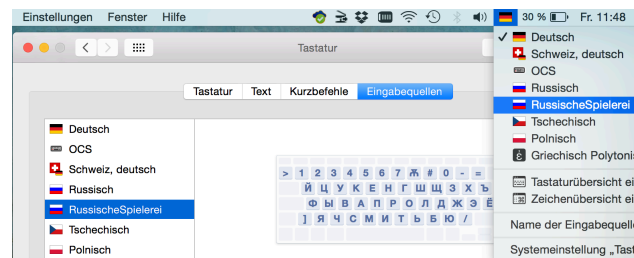 Einstellungen Fenster Hilfe 30 % Fr. 11:48
Tastatur
Tastatur Text Kurzbefehle Eingabequellen
Deutsch
OCS
Schweiz, deutsch
Russisch
RussischeSpielerei
Tschechisch
Polnisch
> 1 2 3 4 5 6 7 Ѫ # 0 - =
Й Ц У К Е Н Г Ш Щ З Х Ъ
Ф Ы В А П Р О Л Д Ж Э Ё
] Я Ч С М И Т Ь Б Ю /
✓ Deutsch
Schweiz, deutsch
OCS
Russisch
RussischeSpielerei
Tschechisch
Polnisch
Griechisch Polytonis
Tastaturübersicht ei
Zeichenübersicht ei
Name der Eingabequelle
Systemeinstellung „Tast